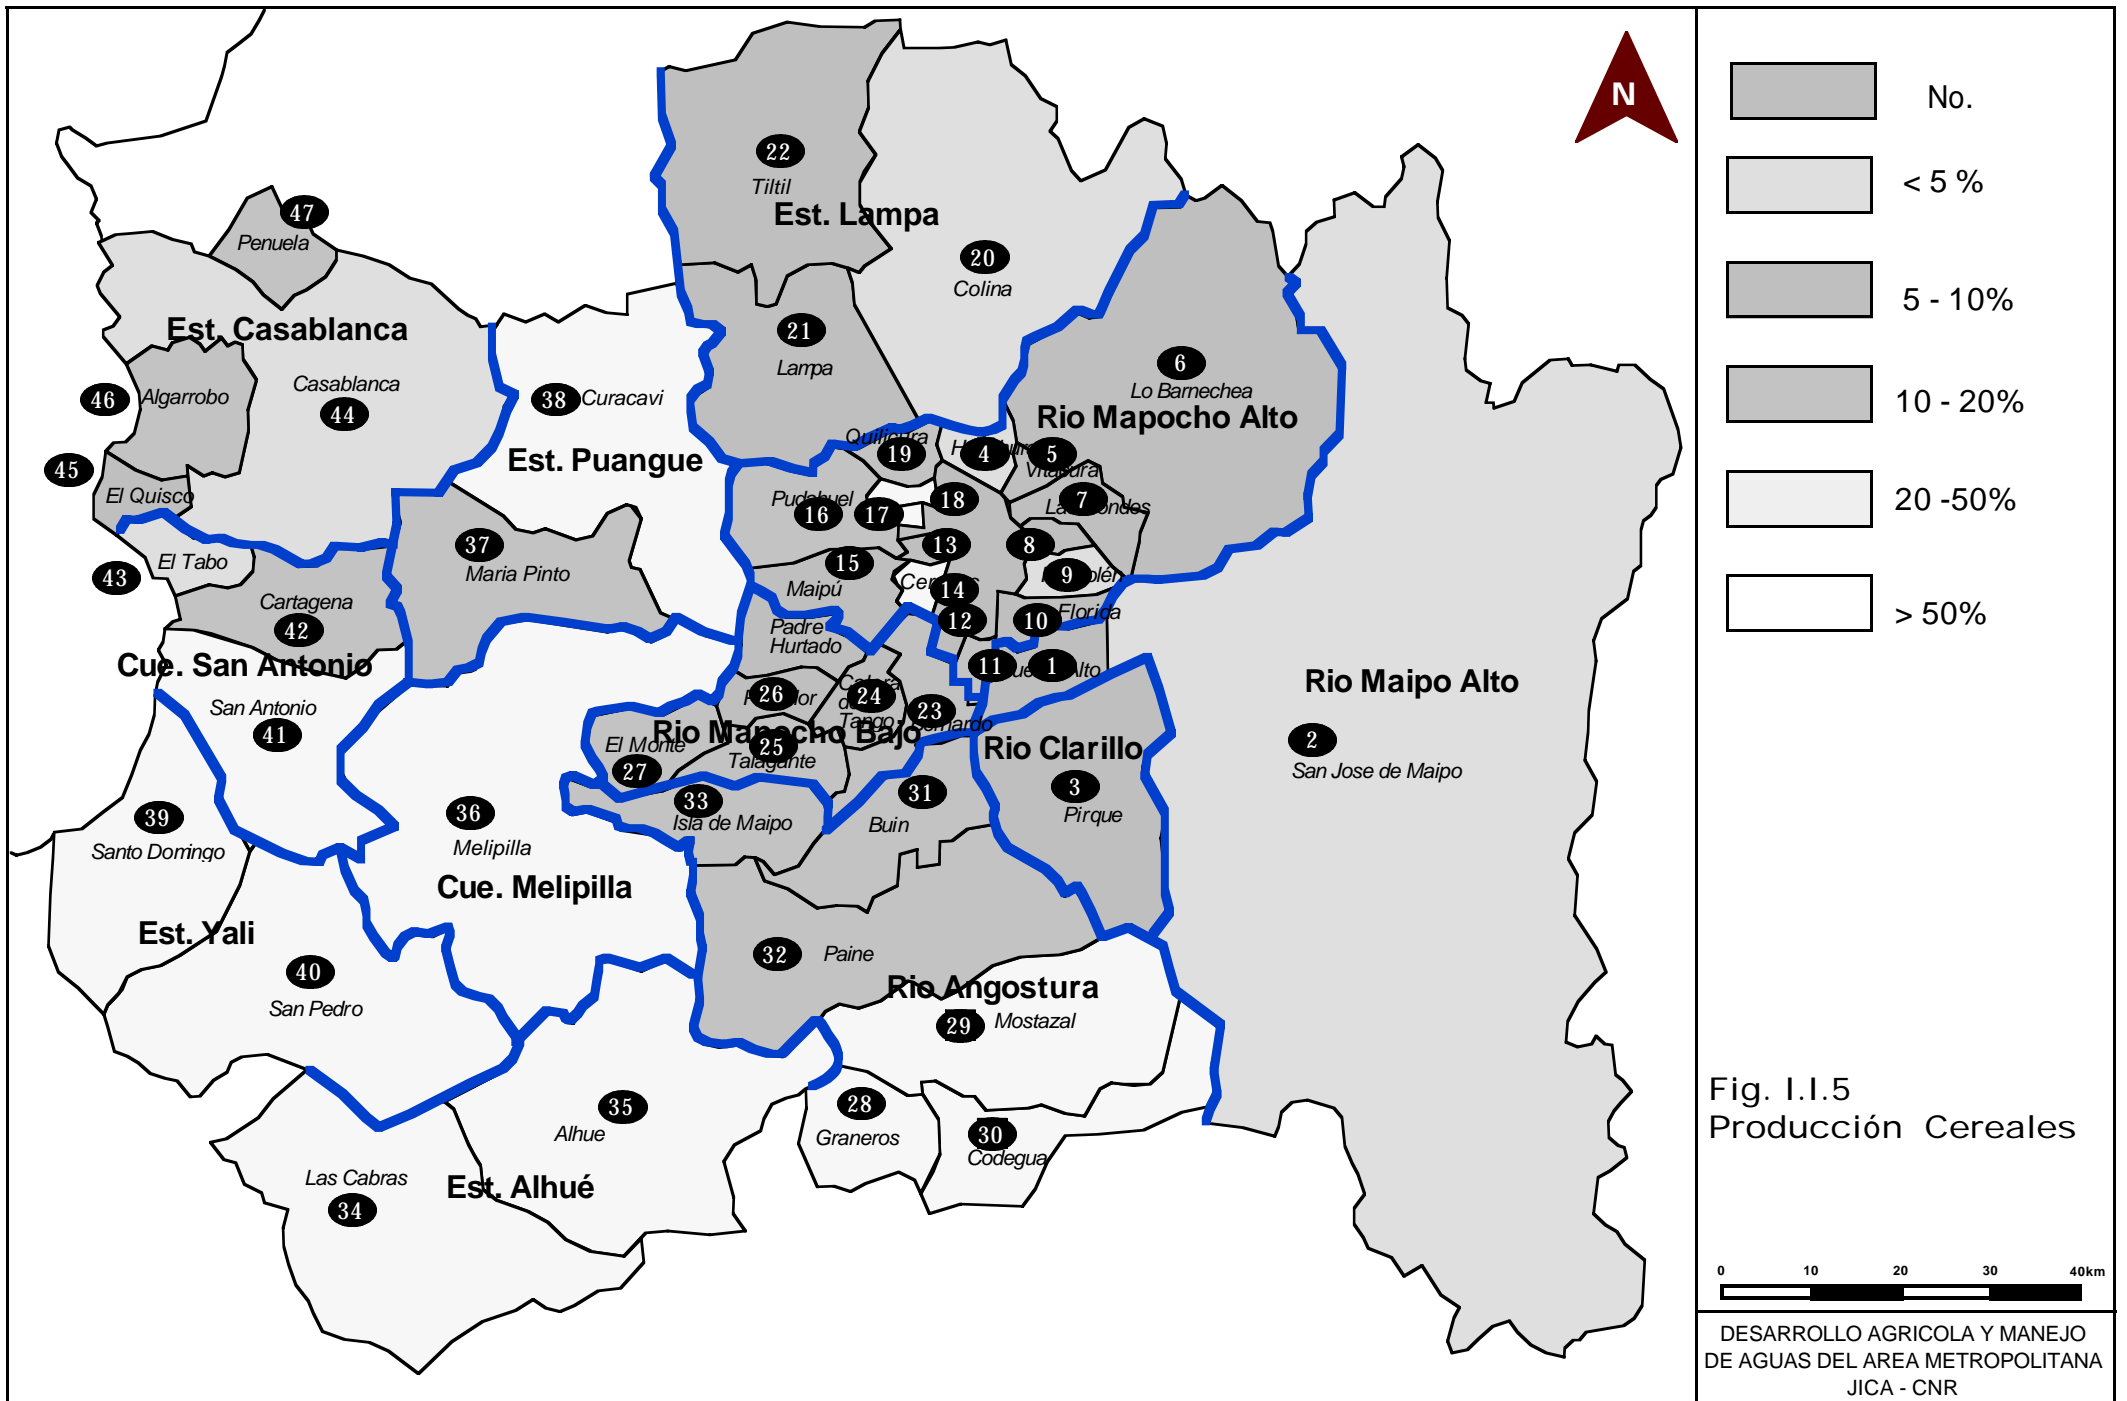 N
22
Tiltil
Est. Lampa
47
Penuela
20
Colina
Est. Casablanca
21
Lampa
6
Lo Barnechea
Rio Mapocho Alto
46
Algarrobo
Casablanca
44
38
Curacavi
Est. Puangue
19
4
5
45
El Quisco
Pudahuel
16
17
18
7
37
Maria Pinto
13
8
43
El Tabo
15
Maipú
14
9
Cartagena
42
Padre
Hurtado
12
10
Florida
Cue. San Antonio
11
1
Alto
Rio Maipo Alto
San Antonio
41
26
24
Tango
23
Rio Mapocho Bajo
El Monte
27
25
Talagante
Rio Clarillo
2
San Jose de Maipo
3
Pirque
39
Santo Domingo
36
Melipilla
Cue. Melipilla
33
Isla de Maipo
31
Buin
Est. Yali
40
San Pedro
32
Paine
Rio Angostura
29
Mostazal
35
Alhue
28
Graneros
30
Codegua
Las Cabras
34
Est. Alhué
No.
< 5 %
5 - 10%
10 - 20%
20 -50%
> 50%
Fig. I.I.5
Producción Cereales
0 10 20 30 40km
DESARROLLO AGRICOLA Y MANEJO
DE AGUAS DEL AREA METROPOLITANA
JICA - CNR